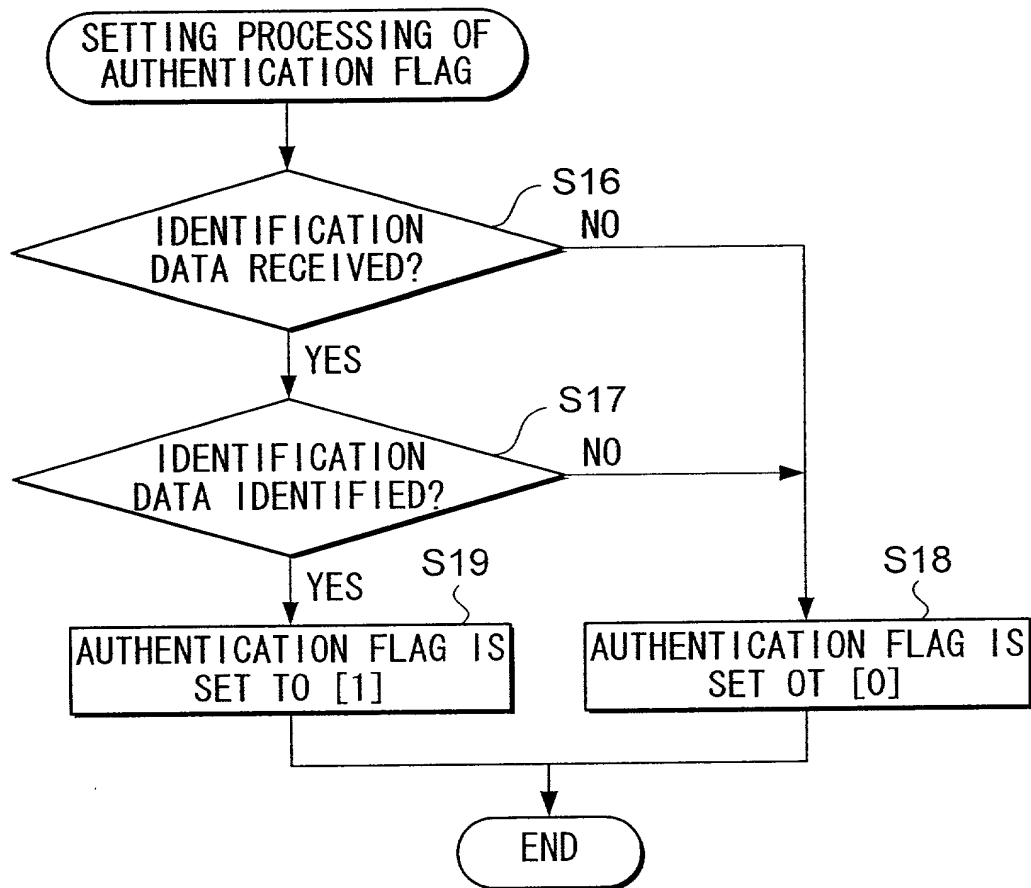 SETTING PROCESSING OF
AUTHENTICATION FLAG
S16
IDENTIFICATION
DATA RECEIVED?
NO
YES
S17
IDENTIFICATION
DATA IDENTIFIED?
NO
YES
S19
AUTHENTICATION FLAG IS
SET TO [1]
S18
AUTHENTICATION FLAG IS
SET OT [0]
END